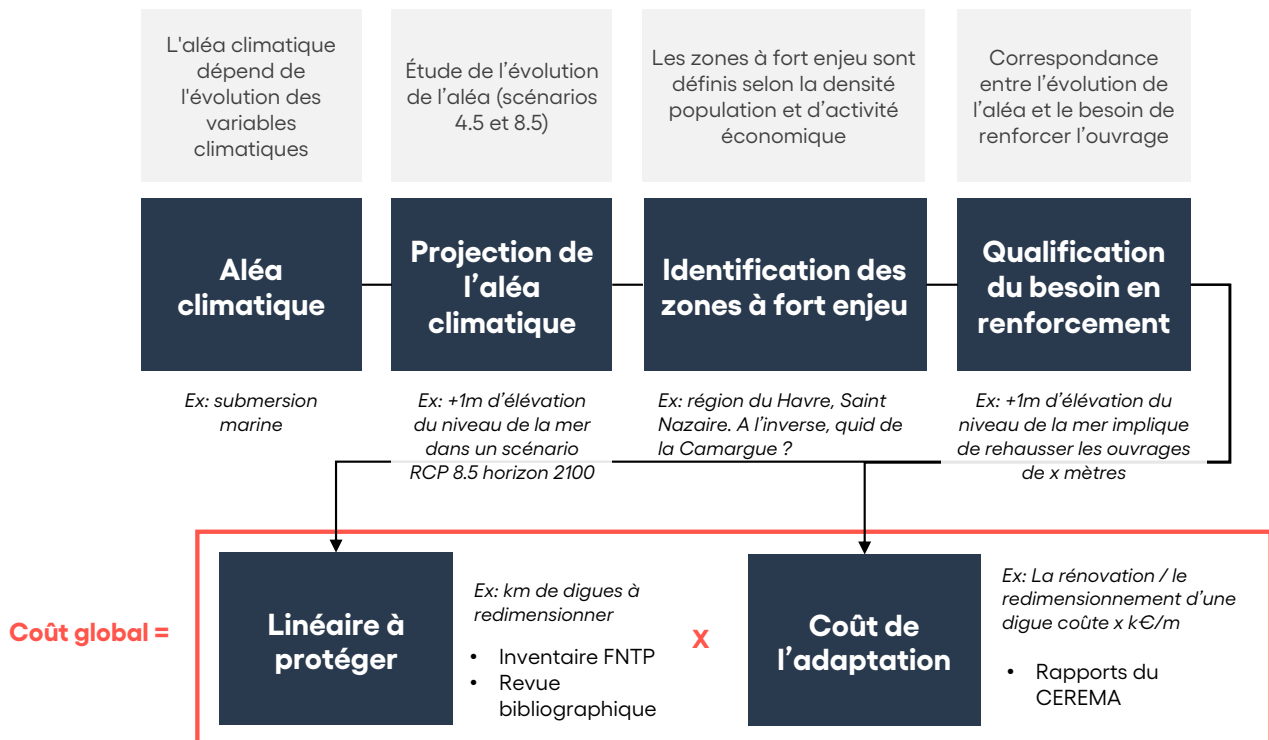 L'aléa climatique
dépend de
l'évolution des
variables
climatiques
Étude de l’évolution
de l’aléa (scénarios
4.5 et 8.5)
Les zones à fort enjeu sont
définis selon la densité
population et d’activité
économique
Correspondance
entre l’évolution de
l’aléa et le besoin de
renforcer l’ouvrage
Aléa
climatique
Projection de
l’aléa
climatique
Identification des
zones à fort enjeu
Qualification
du besoin en
renforcement
Ex: submersion
marine
Ex: +1m d’élévation
du niveau de la mer
dans un scénario
RCP 8.5 horizon 2100
Ex: région du Havre, Saint
Nazaire. A l’inverse, quid de
la Camargue ?
Ex: +1m d’élévation du
niveau de la mer implique
de rehausser les ouvrages
de x mètres
Coût global =
Linéaire à
protéger
Ex: km de digues à
redimensionner
• Inventaire FNTP
• Revue
bibliographique
X
Coût de
l’adaptation
Ex: La rénovation / le
redimensionnement d’une
digue coûte x k€/m
• Rapports du
CEREMA